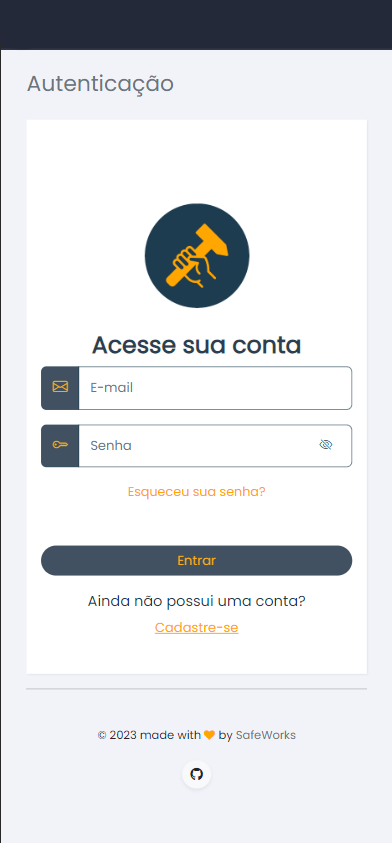 Autenticação
Acesse sua conta
E-mail
Senha
Esqueceu sua senha?
Entrar
Ainda não possui uma conta?
Cadastre-se
© 2023 made with 🧡 by SafeWorks